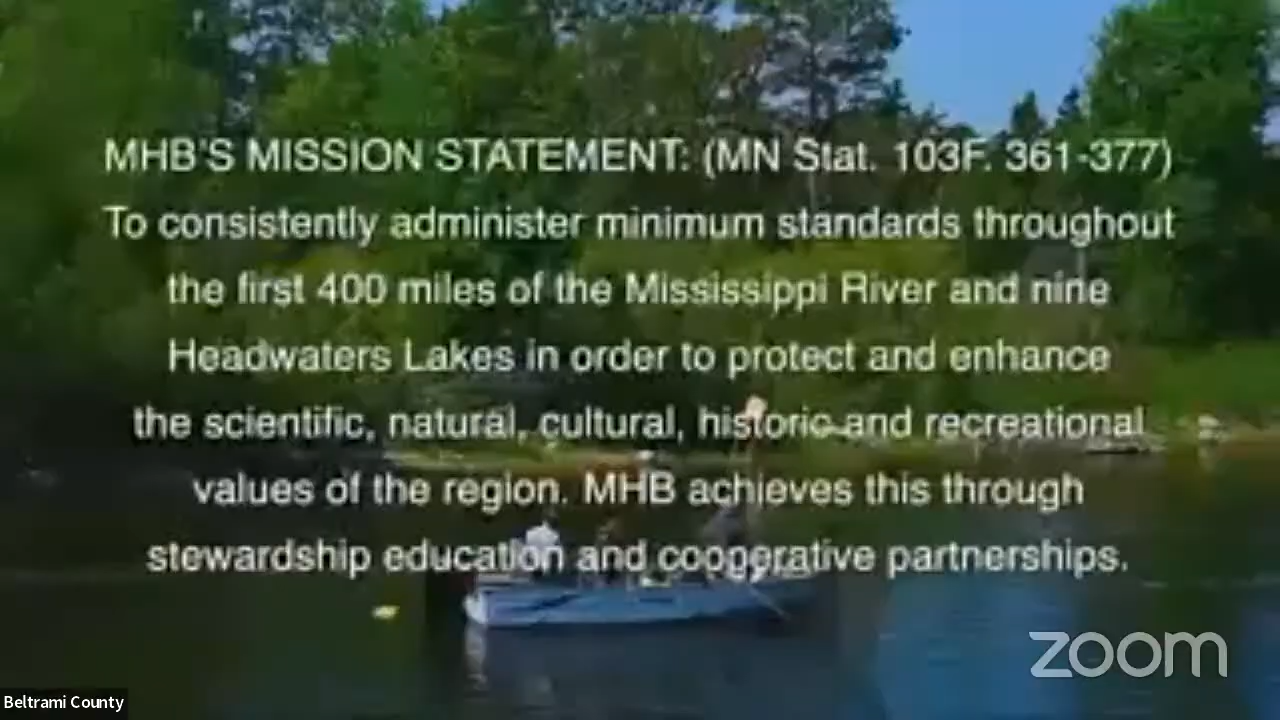 MHB'S MISSION STATEMENT: (MN Stat. 103F. 361-377)
To consistently administer minimum standards throughout
the first 400 miles of the Mississippi River and nine
Headwaters Lakes in order to protect and enhance
the scientific, natural, cultural, historic and recreational
values of the region. MHB achieves this through
stewardship education and cooperative partnerships.
zoom
Beltrami County